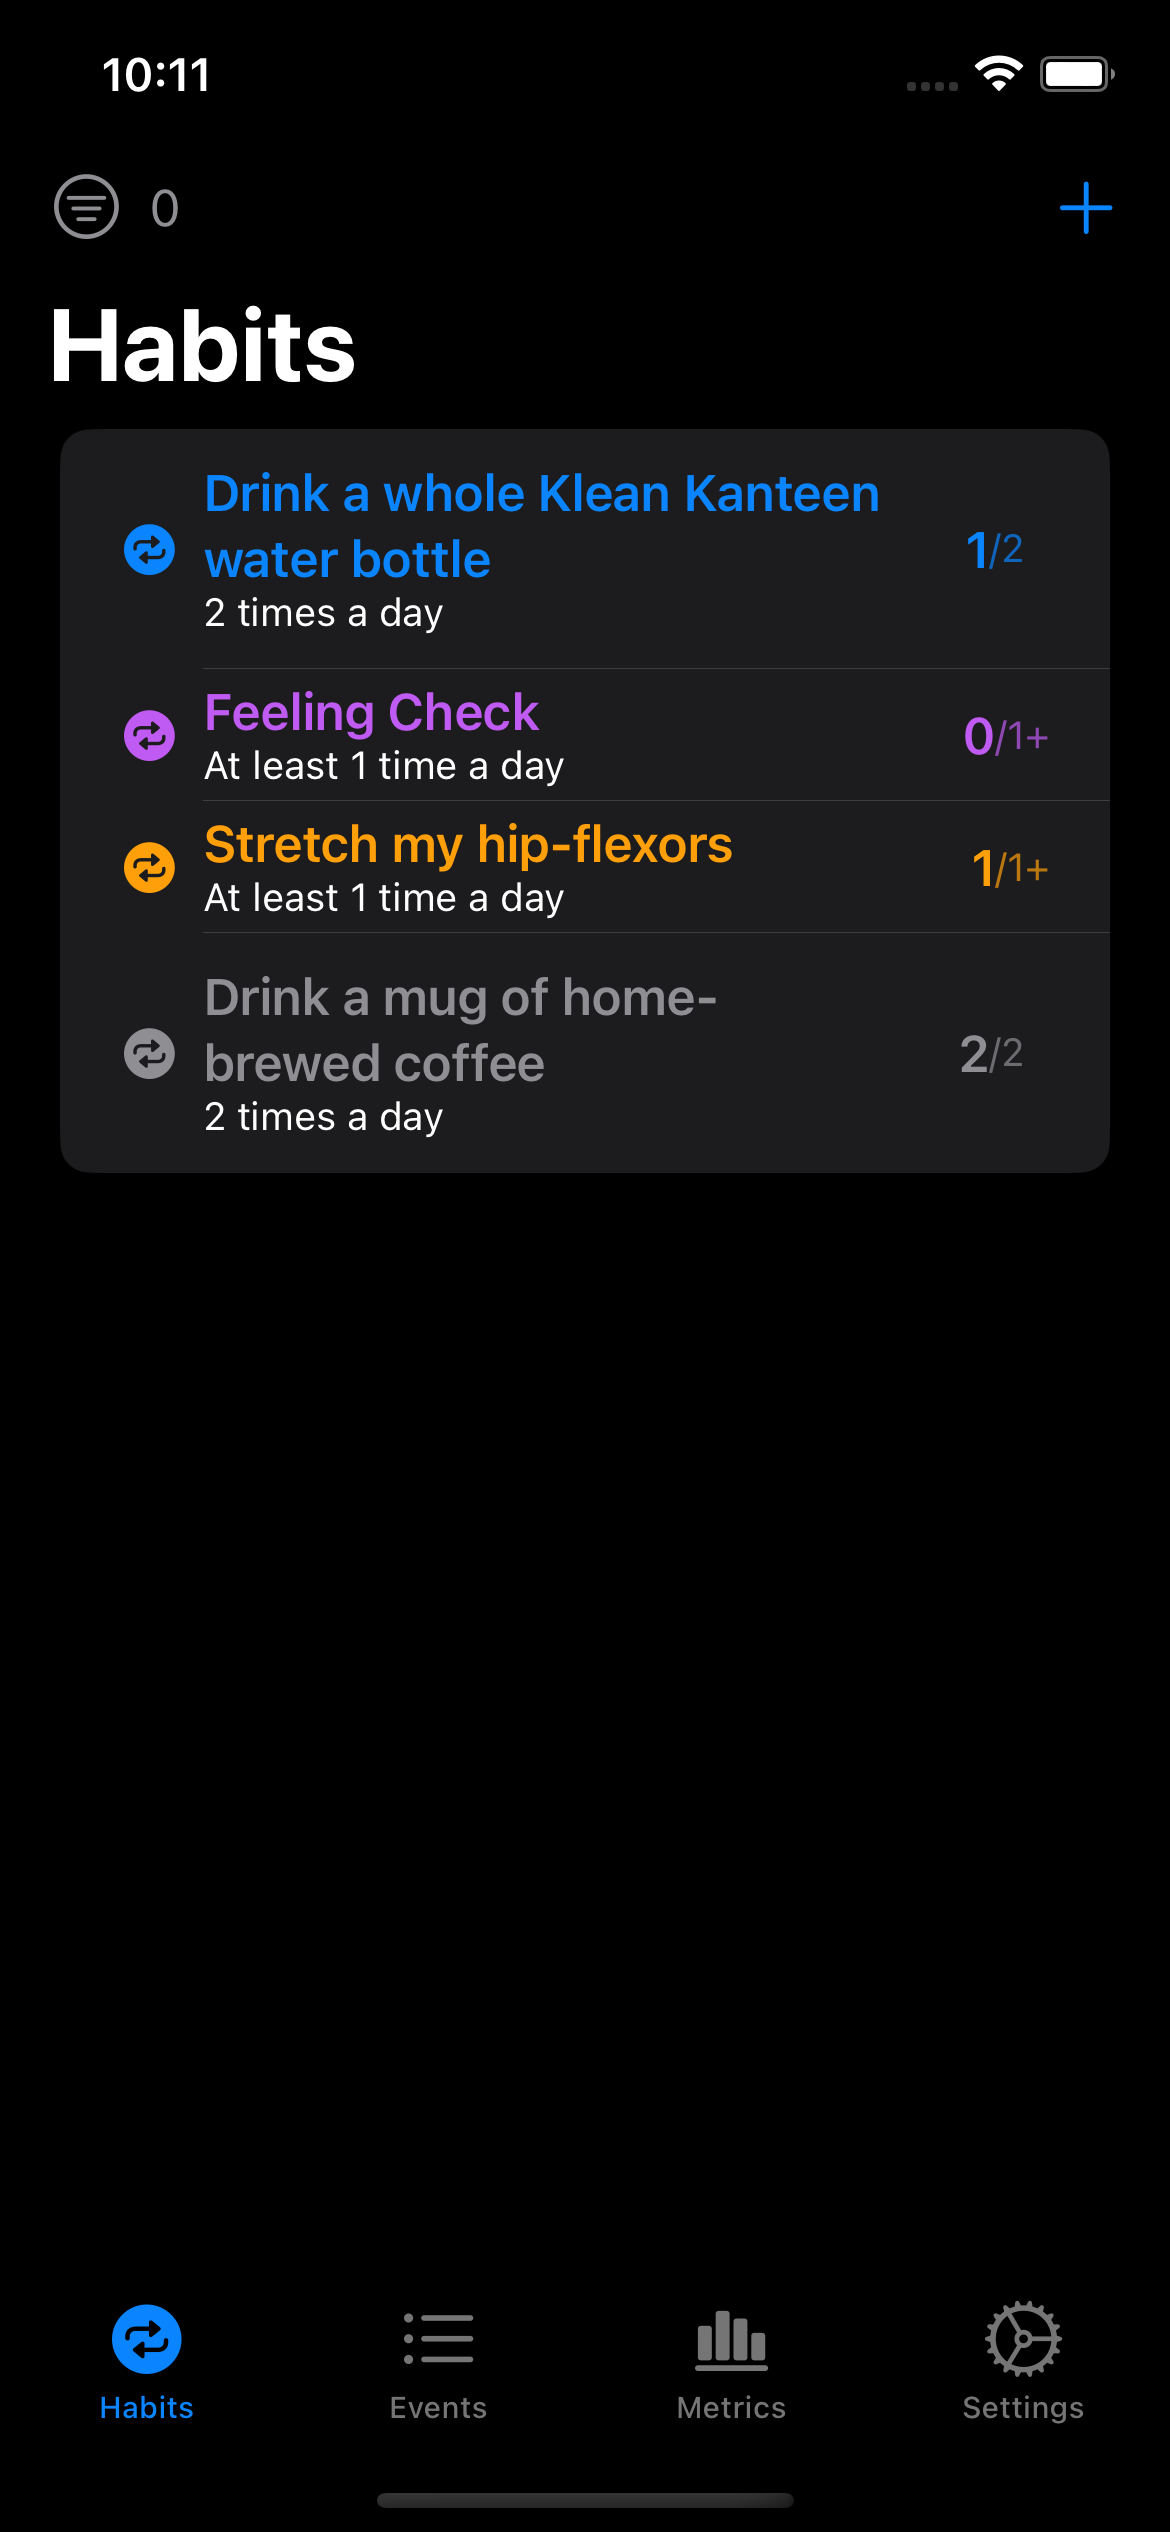 10:11
0
Habits
Drink a whole Klean Kanteen
water bottle
1/2
2 times a day
Feeling Check
0/1+
At least 1 time a day
Stretch my hip-flexors
1/1+
At least 1 time a day
Drink a mug of home-
brewed coffee
2/2
2 times a day
Habits
Events
Metrics
Settings